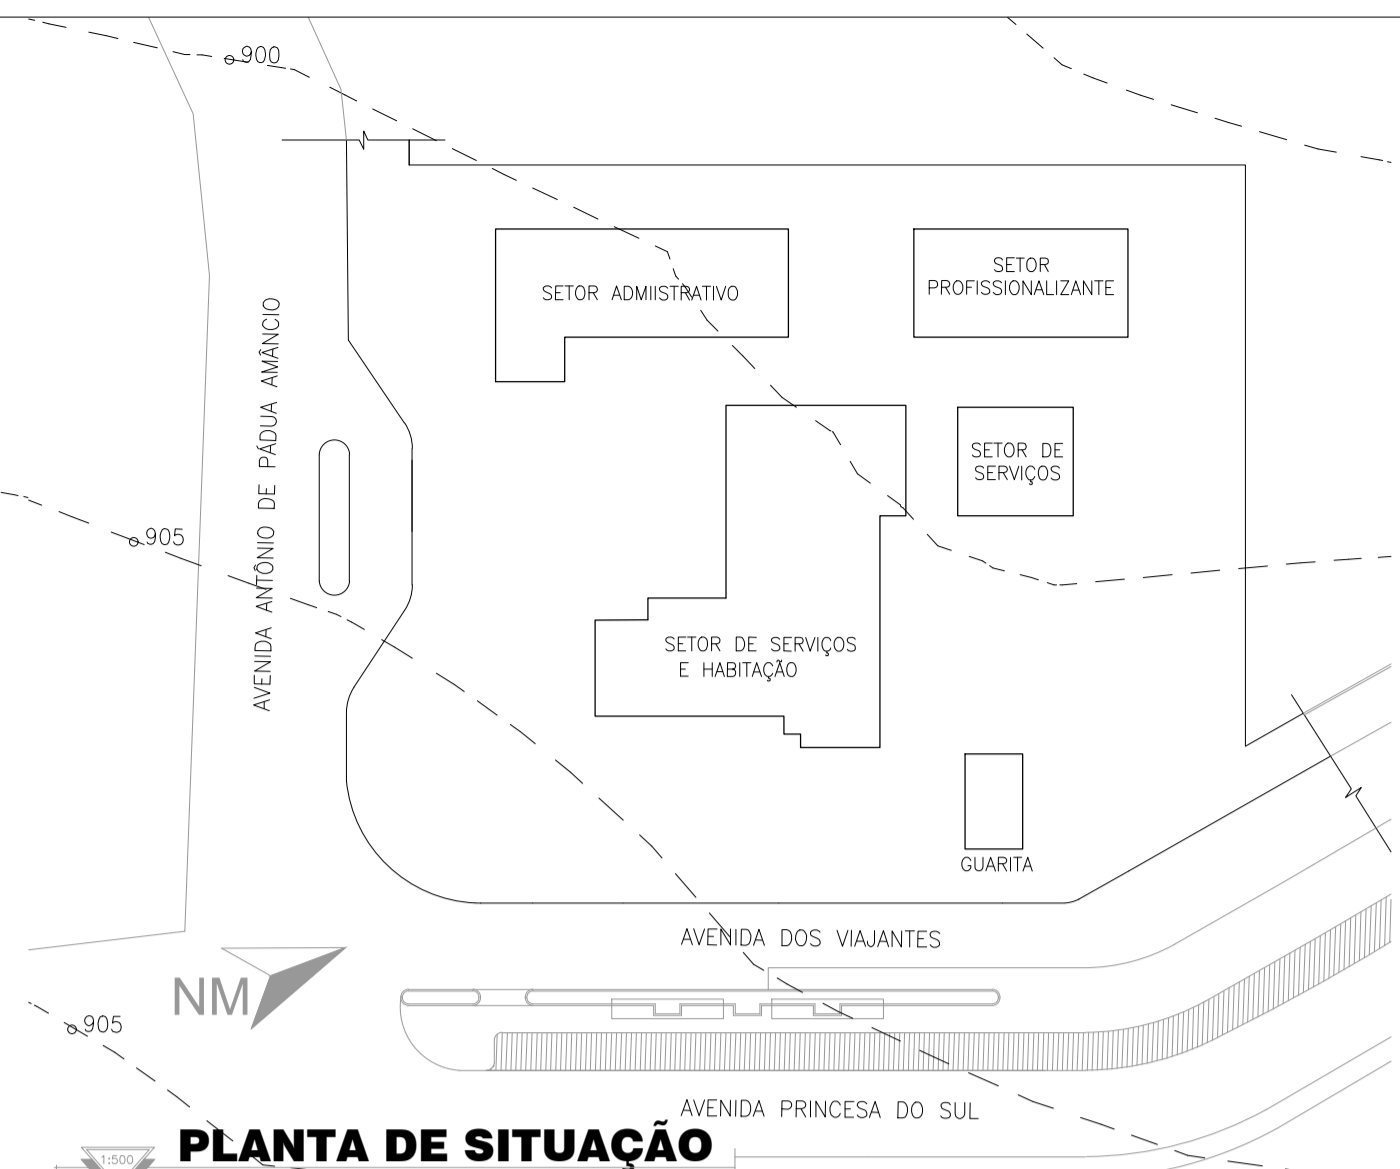 900
SETOR ADMIISTRATIVO
SETOR
PROFISSIONALIZANTE
AVENIDA ANTÔNIO DE PÁDUA AMÂNCIO
SETOR DE
SERVIÇOS
905
SETOR DE SERVIÇOS
E HABITAÇÃO
GUARITA
AVENIDA DOS VIAJANTES
NM
905
AVENIDA PRINCESA DO SUL
PLANTA DE SITUAÇÃO
1:500